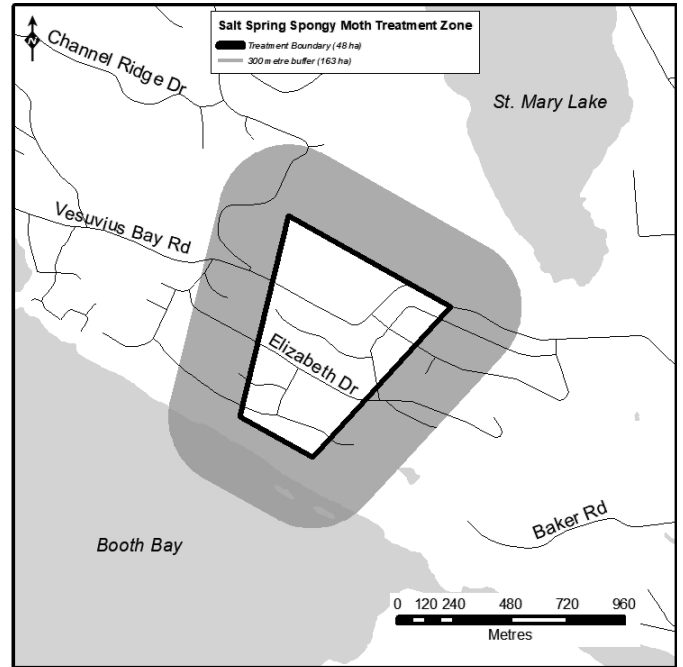 Salt Spring Spongy Moth Treatment Zone
Treatment Boundary (48 ha)
300 metre buffer (163 ha)
N
Channel Ridge Dr
St. Mary Lake
Vesuvius Bay Rd
Elizabeth Dr
Baker Rd
Booth Bay
0 120 240 480 720 960
Metres